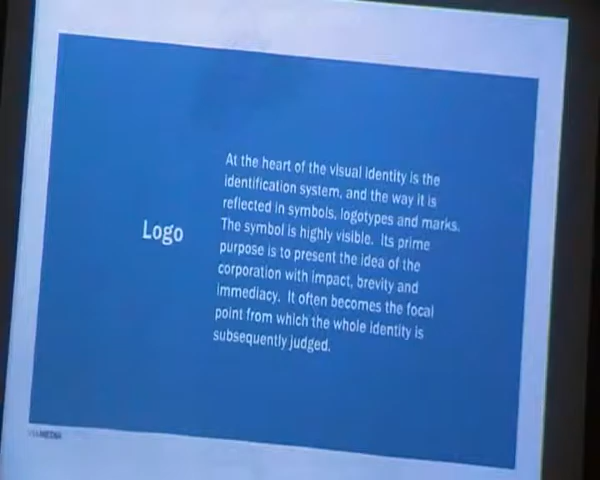 Logo
At the heart of the visual identity is the
identification system, and the way it is
reflected in symbols, logotypes and marks.
The symbol is highly visible. Its prime
purpose is to present the idea of the
corporation with impact, brevity and
immediacy. It often becomes the focal
point from which the whole identity is
subsequently judged.